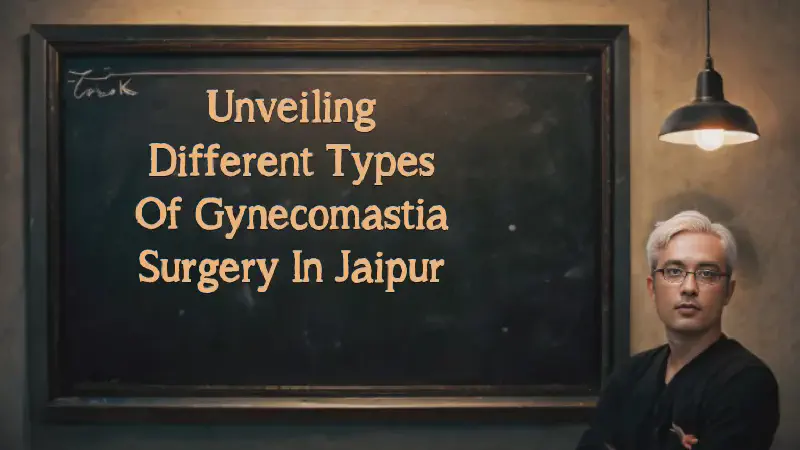 Unveiling
Different Types
Of Gynecomastia
Surgery In Jaipur